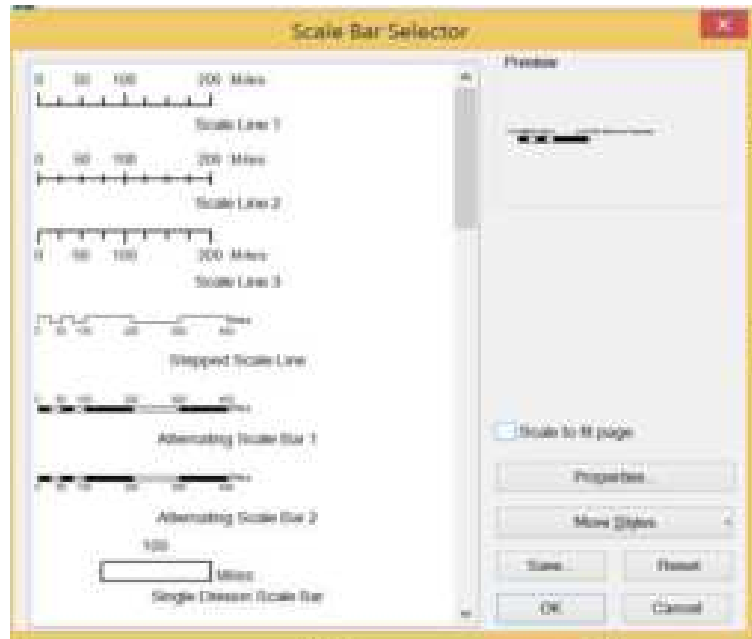 Scale Bar Selector
0 50 100 200 Miles
Scale Line 1
0 50 100 200 Miles
Scale Line 2
0 50 100 200 Miles
Scale Line 3
Stepped Scale Line
Alternating Scale Bar 1
Alternating Scale Bar 2
100
Miles
Single Division Scale Bar
Preview
Scale to fit page
Properties...
More Styles
Save... Reset
OK Cancel